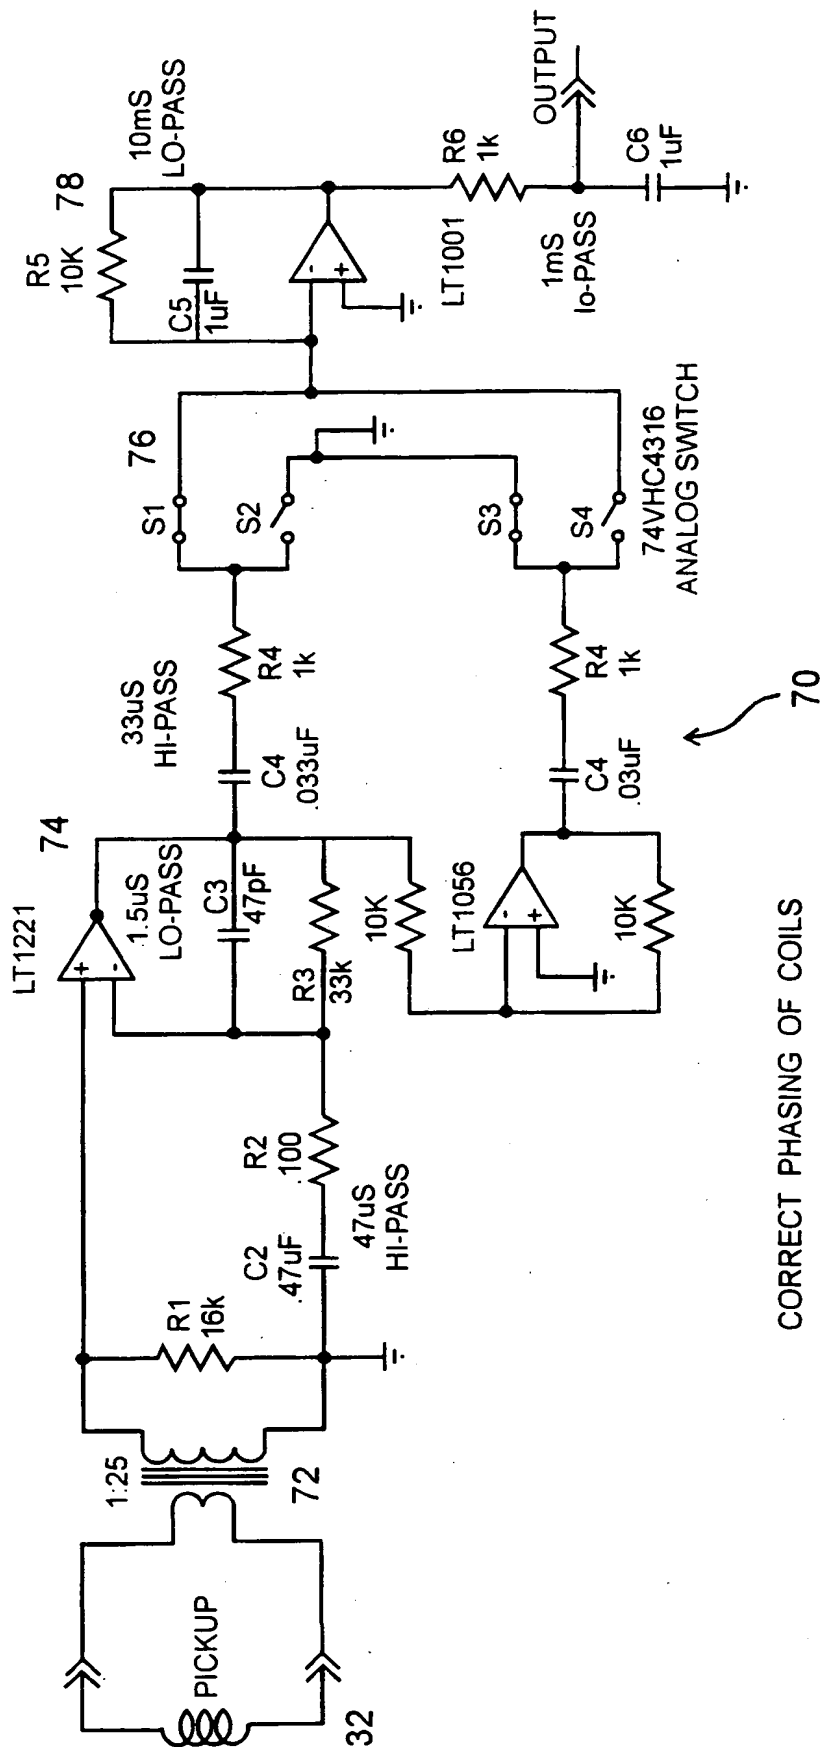 PICKUP
32
1:25
72
R1
16k
C2
.47uF
R2
.100
47uS
HI-PASS
LT1221
74
+
-
1.5uS
LO-PASS
C3
47pF
R3
33k
10K
LT1056
-
+
10K
33uS
HI-PASS
C4
.033uF
R4
1k
C4
.03uF
R4
1k
76
S1
S2
S3
S4
74VHC4316
ANALOG SWITCH
R5
10K
78
C5
1uF
10mS
LO-PASS
-
+
LT1001
R6
1k
1mS
lo-PASS
OUTPUT
C6
1uF
70
CORRECT PHASING OF COILS